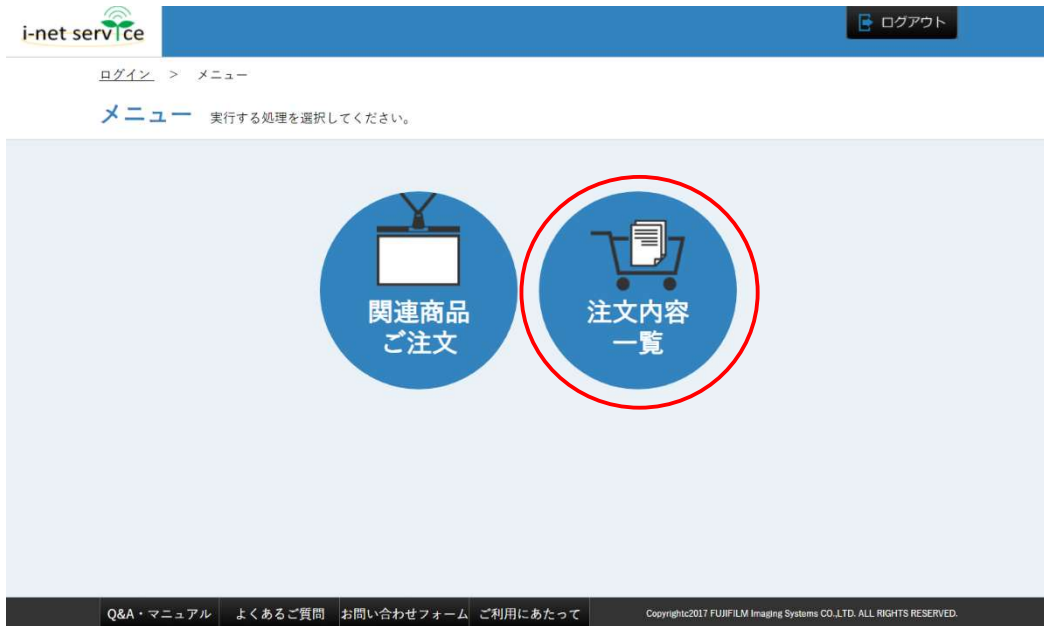 i-net service
ログアウト
ログイン > メニュー
メニュー 実行する処理を選択してください。
関連商品
ご注文
注文内容
一覧
Q&A・マニュアル よくあるご質問 お問い合わせフォーム ご利用にあたって Copyrightc2017 FUJIFILM Imaging Systems CO.,LTD. ALL RIGHTS RESERVED.